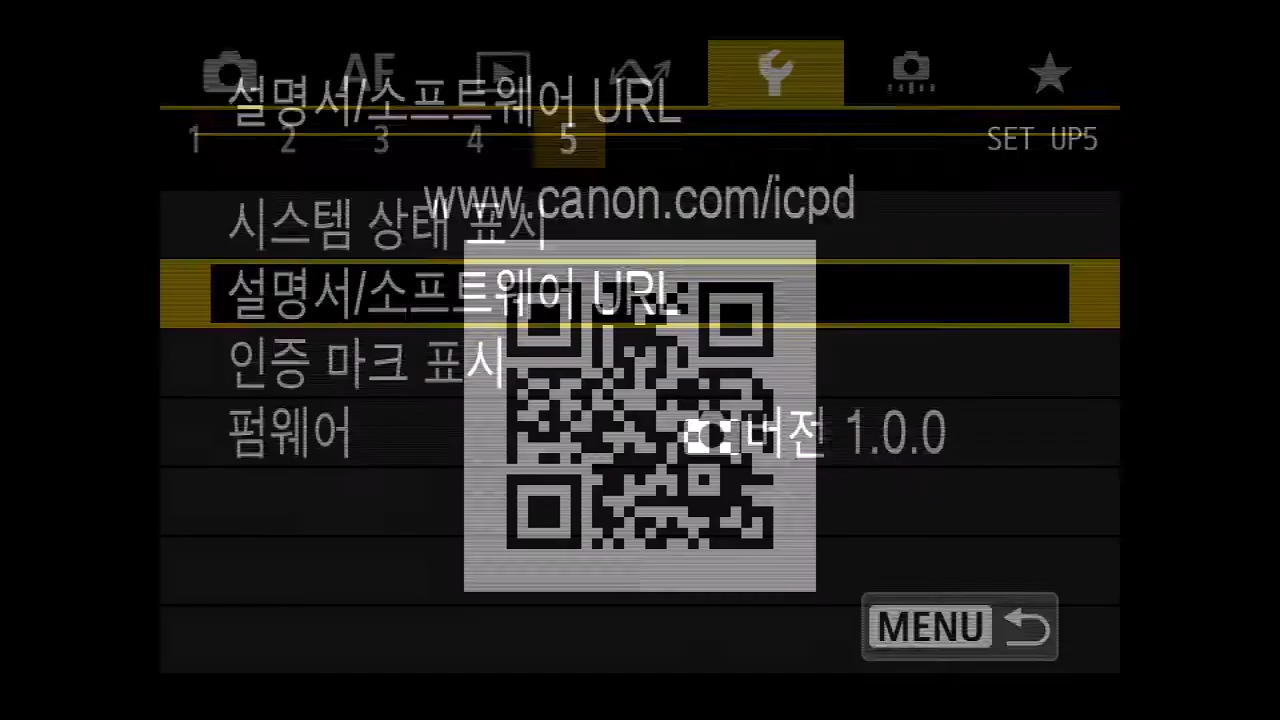 AF
설명서/소프트웨어 URL
1 2 3 4 5 SET UP5
www.canon.com/icpd
시스템 상태 표시
설명서/소프트웨어 URL
인증 마크 표시
펌웨어 버전 1.0.0
MENU